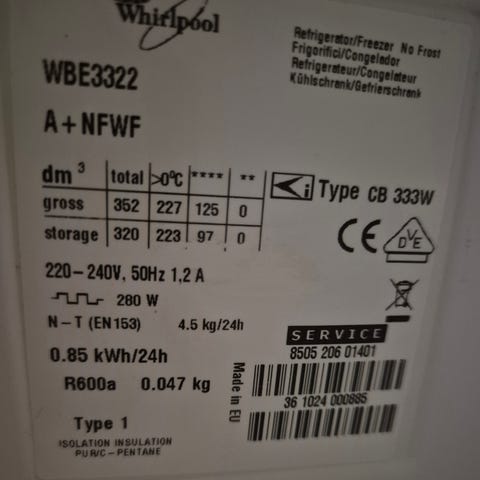 Whirlpool
Refrigerator/Freezer No Frost
Frigorifici/Congelador
Refrigerateur/Congelateur
Kühlschrank/Gefrierschrank
WBE3322
A+NFWF
dm³ total >0°C **** **
gross 352 227 125 0
storage 320 223 97 0
i Type CB 333W
CE DVE
220-240V, 50Hz 1,2 A
280 W
N-T (EN153) 4.5 kg/24h
0.85 kWh/24h
R600a 0.047 kg
Type 1
ISOLATION INSULATION
PUR/C-PENTANE
SERVICE
8505 206 01401
Made in EU
36 1024 000885